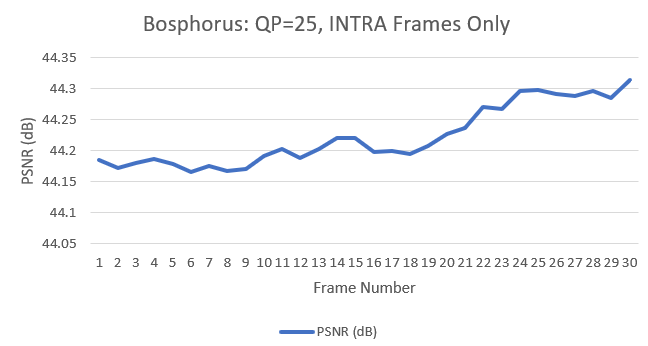 Bosphorus: QP=25, INTRA Frames Only
44.35
44.3
44.25
44.2
44.15
44.1
44.05
PSNR (dB)
1 2 3 4 5 6 7 8 9 10 11 12 13 14 15 16 17 18 19 20 21 22 23 24 25 26 27 28 29 30
Frame Number
PSNR (dB)